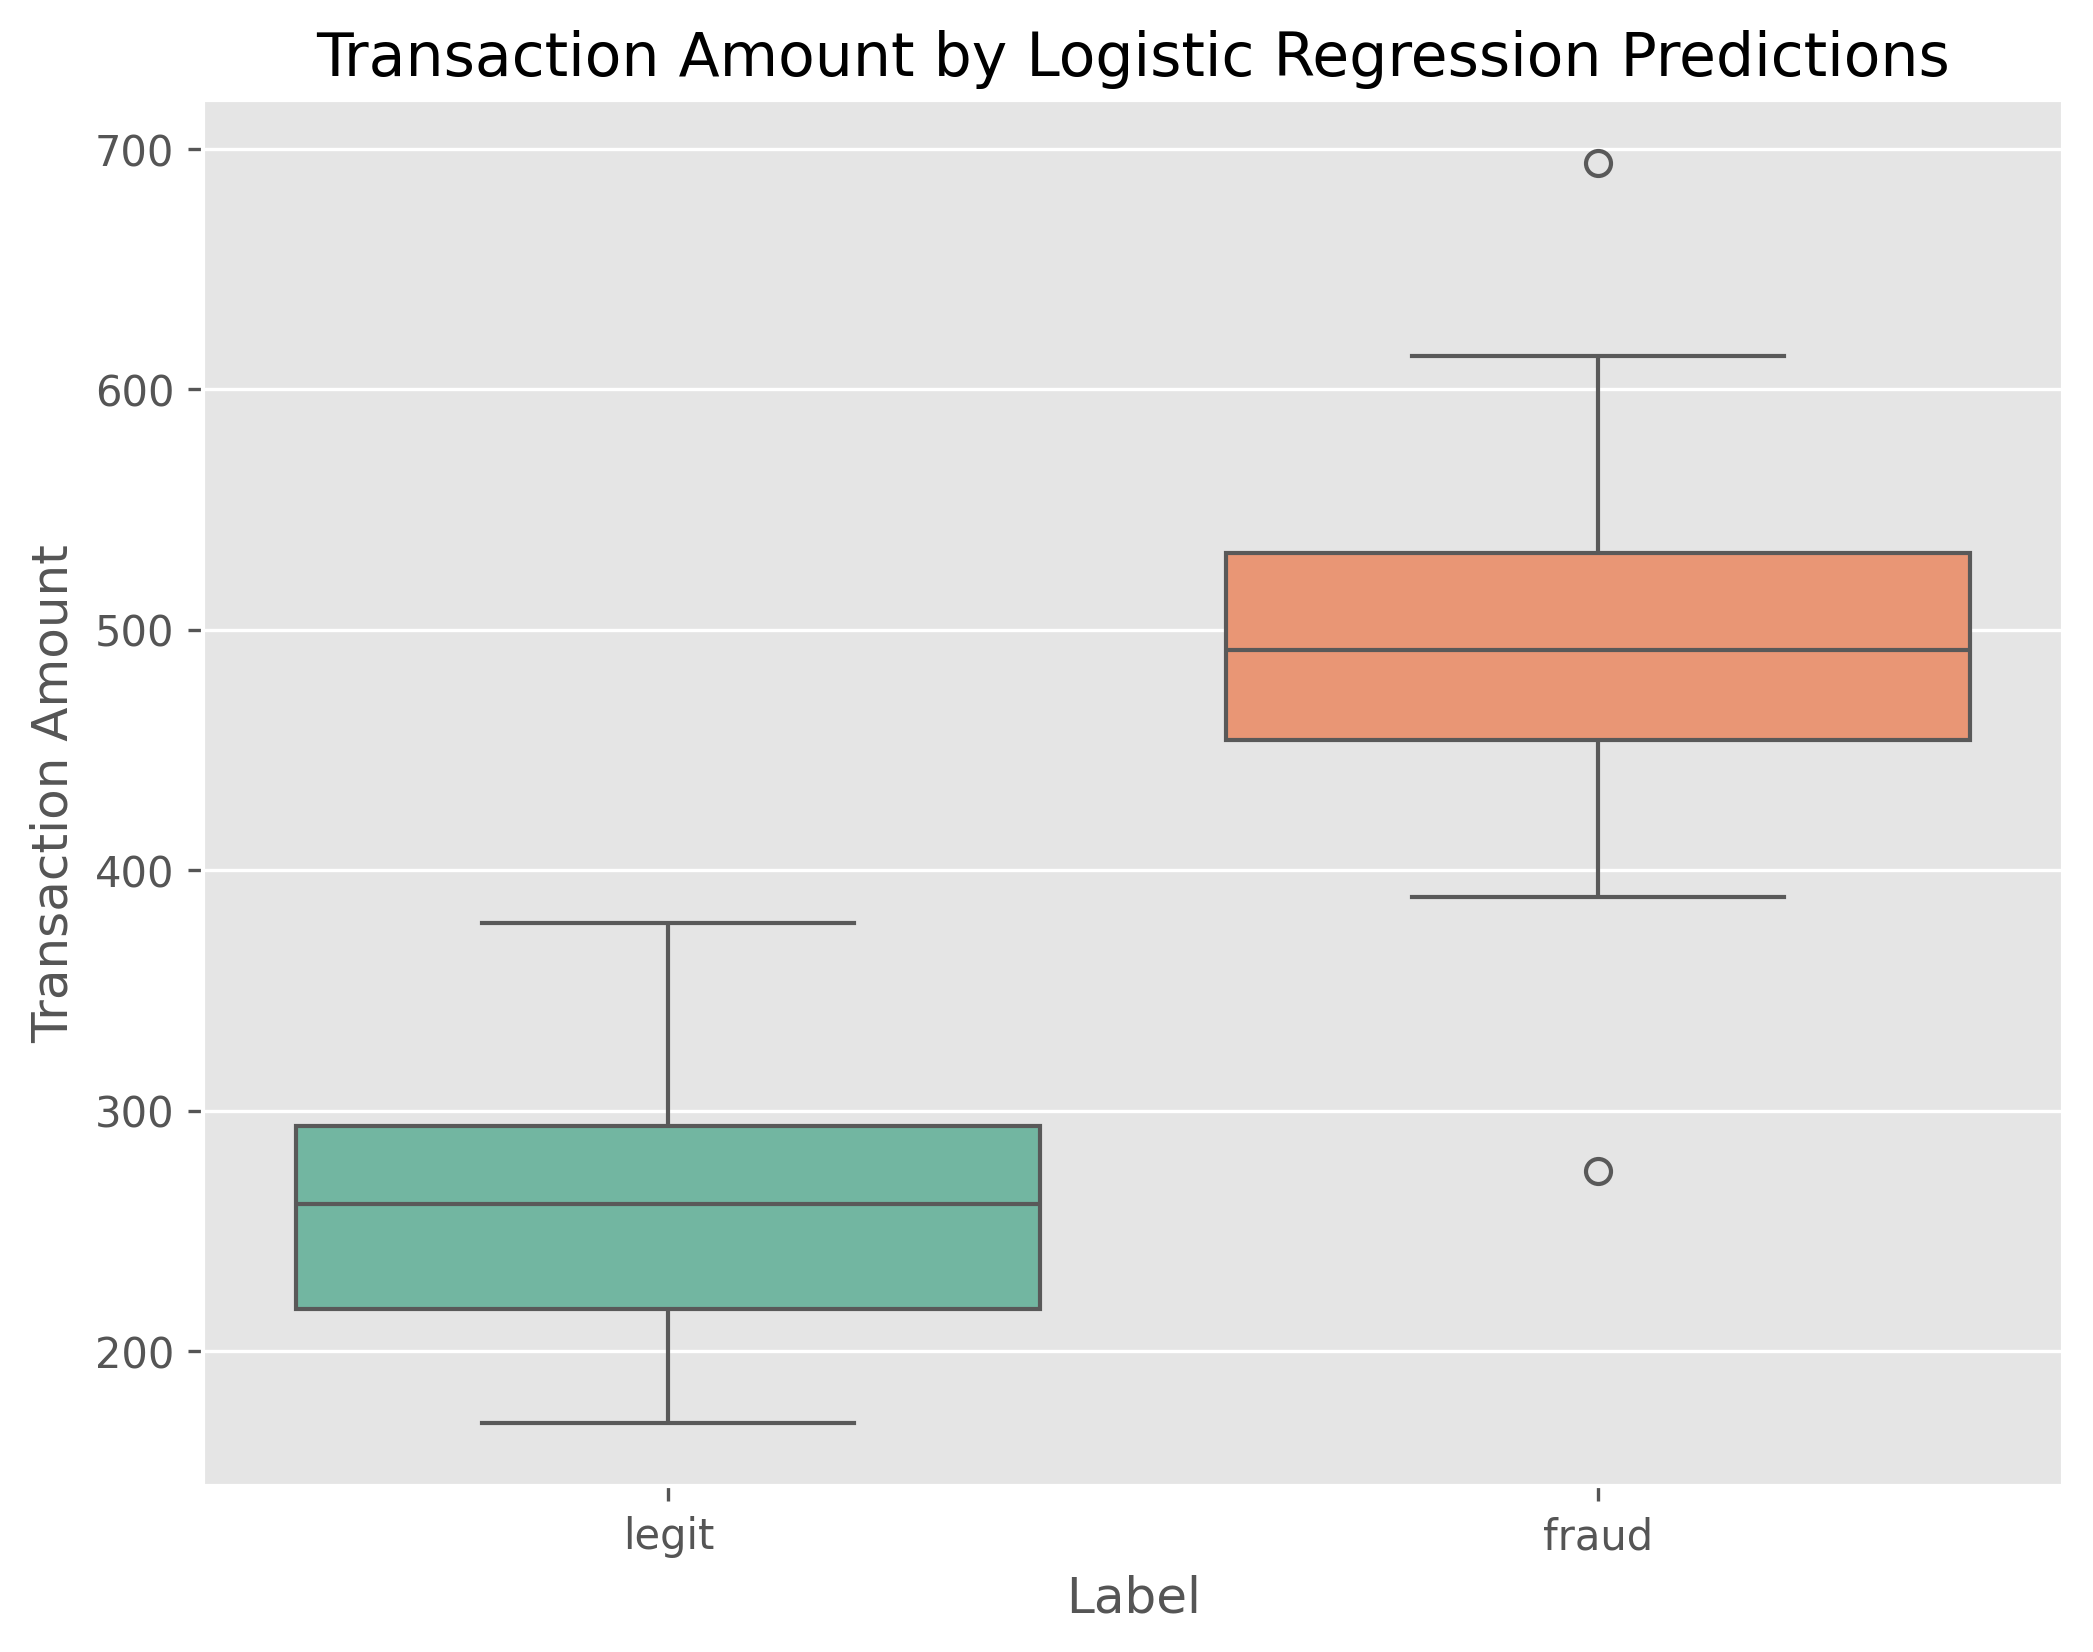 Transaction Amount by Logistic Regression Predictions
Transaction Amount
700
600
500
400
300
200
legit
fraud
Label